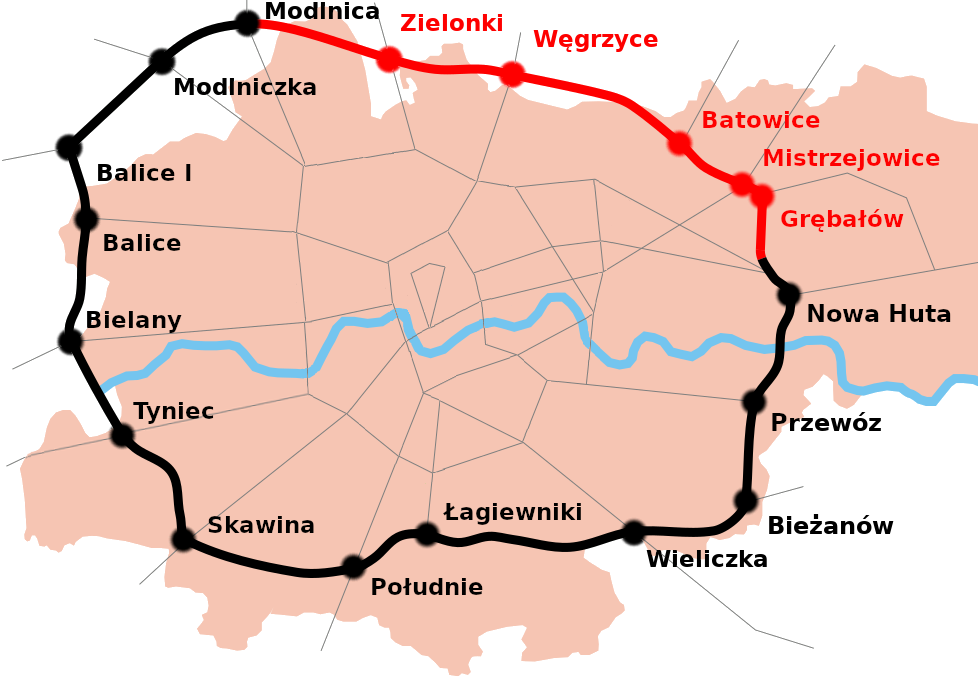 Modlnica
Zielonki
Węgrzyce
Modlniczka
Batowice
Mistrzejowice
Balice I
Grębałów
Balice
Nowa Huta
Bielany
Tyniec
Przewóz
Skawina
Łagiewniki
Bieżanów
Wieliczka
Południe